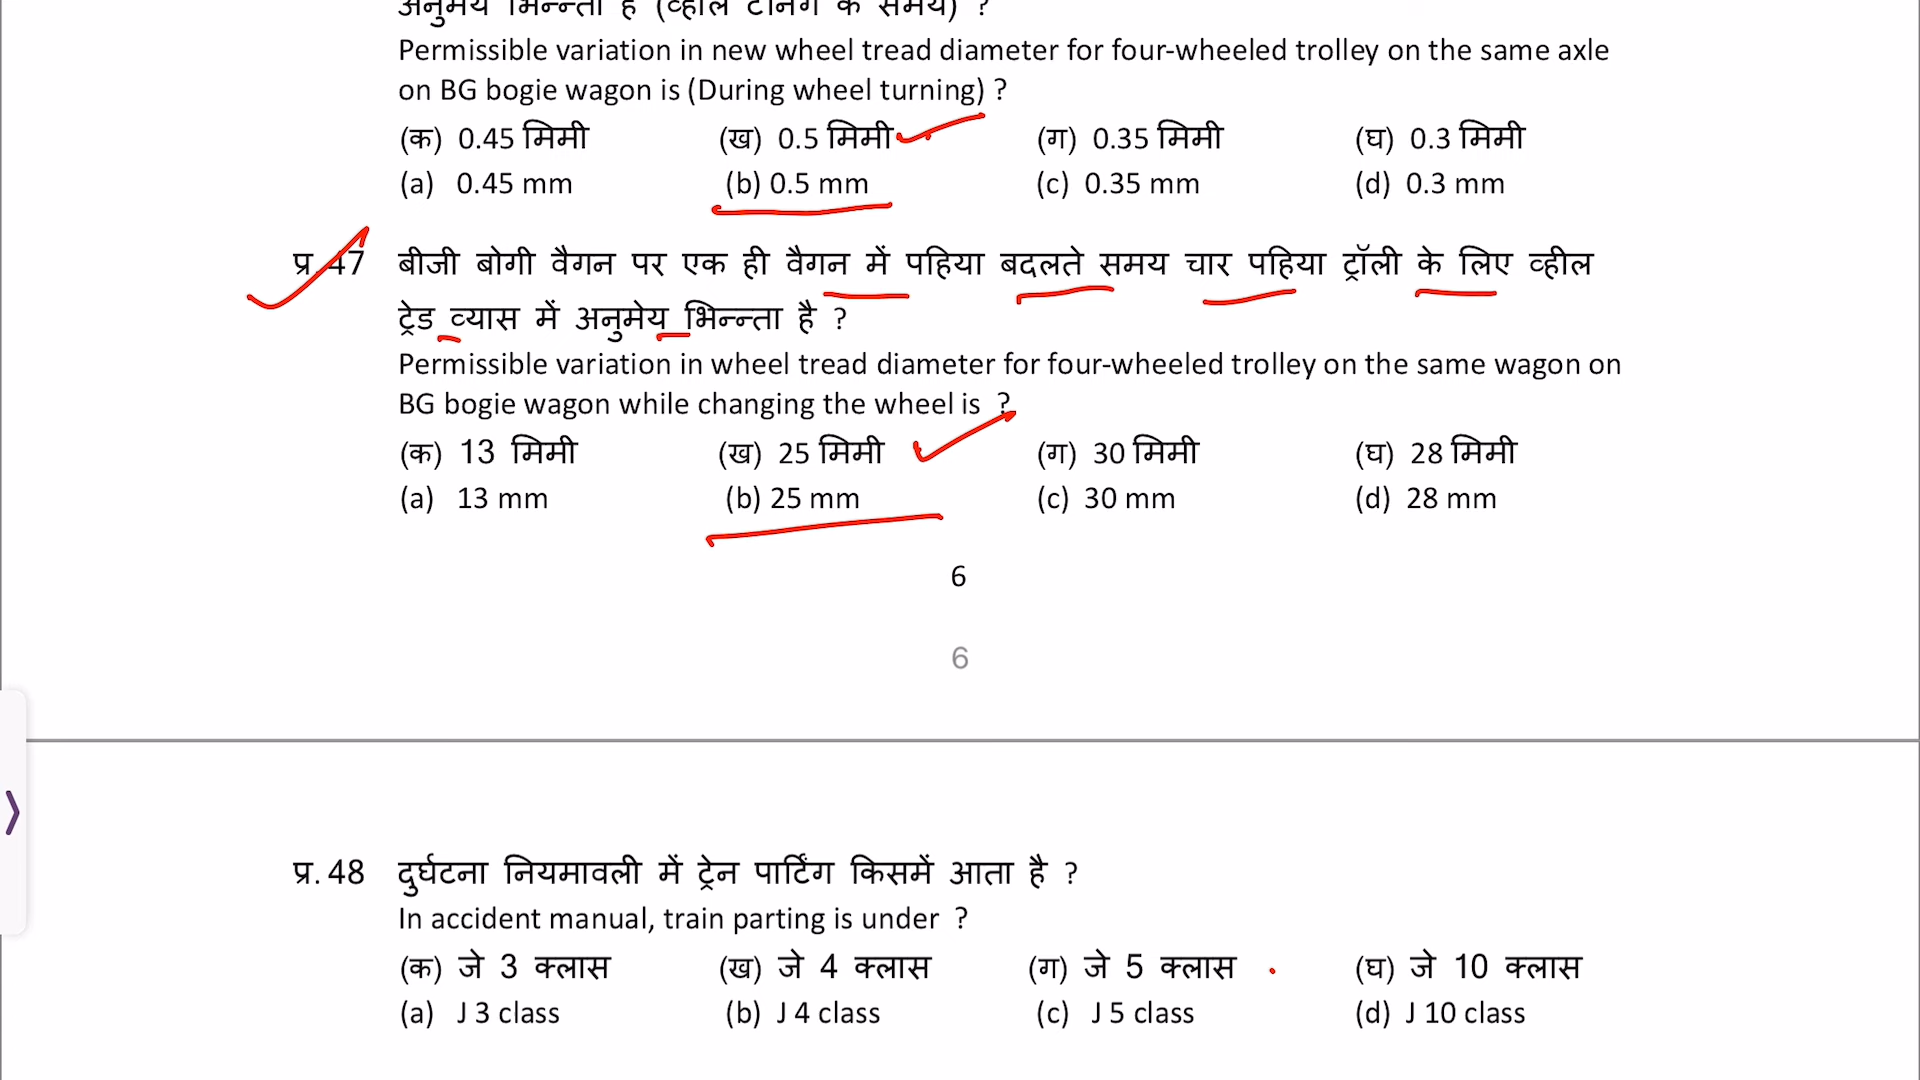 अनुमेय भिन्न्ता है (व्हील टर्निंग के समय) ?
Permissible variation in new wheel tread diameter for four-wheeled trolley on the same axle
on BG bogie wagon is (During wheel turning) ?
(क) 0.45 मिमी (ख) 0.5 मिमी (ग) 0.35 मिमी (घ) 0.3 मिमी
(a) 0.45 mm (b) 0.5 mm (c) 0.35 mm (d) 0.3 mm
प्र. 47 बीजी बोगी वैगन पर एक ही वैगन में पहिया बदलते समय चार पहिया ट्रॉली के लिए व्हील
ट्रेड व्यास में अनुमेय भिन्न्ता है ?
Permissible variation in wheel tread diameter for four-wheeled trolley on the same wagon on
BG bogie wagon while changing the wheel is ?
(क) 13 मिमी (ख) 25 मिमी (ग) 30 मिमी (घ) 28 मिमी
(a) 13 mm (b) 25 mm (c) 30 mm (d) 28 mm
6
6
प्र. 48 दुर्घटना नियमावली में ट्रेन पार्टिंग किसमें आता है ?
In accident manual, train parting is under ?
(क) जे 3 क्लास (ख) जे 4 क्लास (ग) जे 5 क्लास (घ) जे 10 क्लास
(a) J 3 class (b) J 4 class (c) J 5 class (d) J 10 class